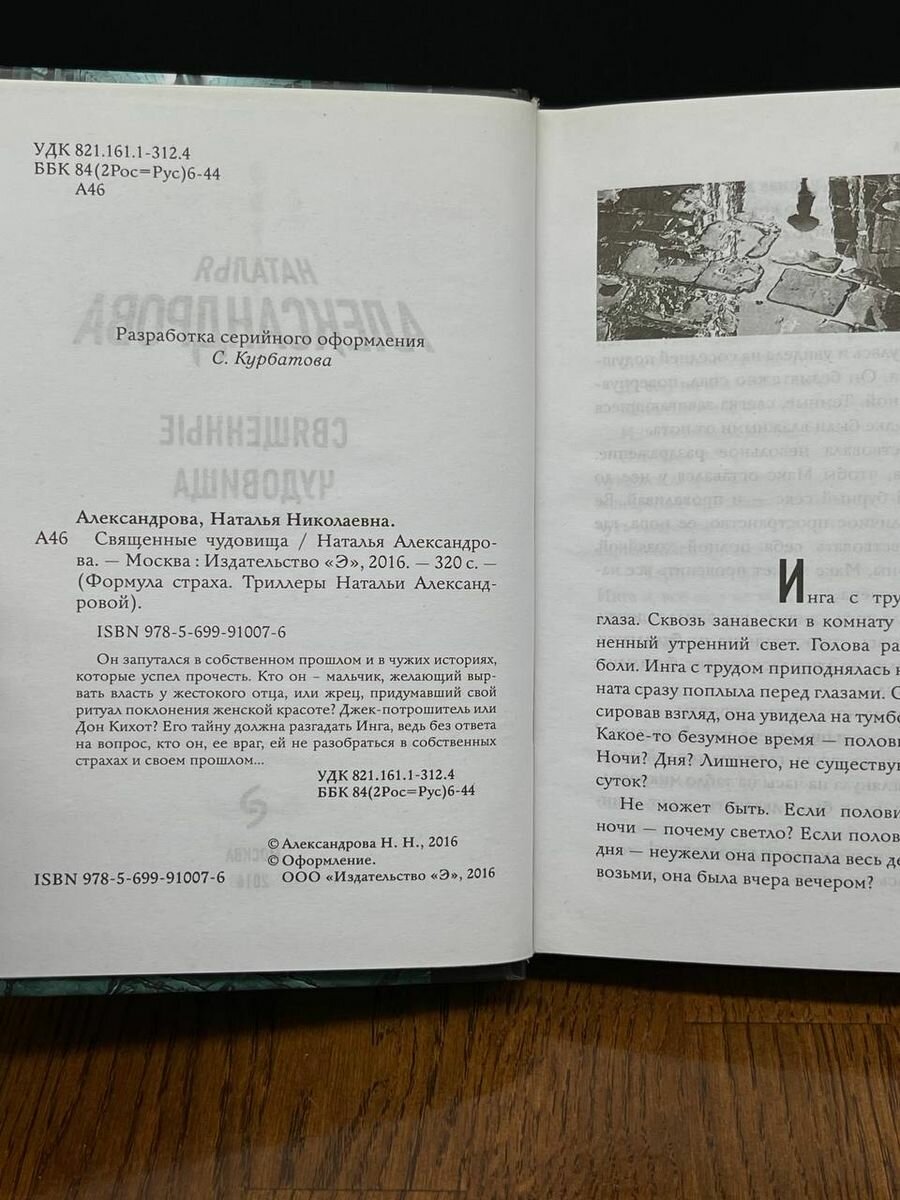 УДК 821.161.1-312.4
ББК 84(2Рос=Рус)6-44
А46
Разработка серийного оформления
С. Курбатова
Александрова, Наталья Николаевна.
А46 Священные чудовища / Наталья Александро-
ва. — Москва : Издательство «Э», 2016. — 320 с. —
(Формула страха. Триллеры Натальи Александ-
ровой).
ISBN 978-5-699-91007-6
Он запутался в собственном прошлом и в чужих историях,
которые успел прочесть. Кто он – мальчик, желающий выр-
вать власть у жестокого отца, или жрец, придумавший свой
ритуал поклонения женской красоте? Джек-потрошитель или
Дон Кихот? Его тайну должна разгадать Инга, ведь без ответа
на вопрос, кто он, ее враг, ей не разобраться в собственных
страхах и своем прошлом...
УДК 821.161.1-312.4
ББК 84(2Рос=Рус)6-44
© Александрова Н. Н., 2016
© Оформление.
ISBN 978-5-699-91007-6 ООО «Издательство «Э», 2016
Инга с тру
глаза. Сквозь занавески в комнату
ненный утренний свет. Голова ра
боли. Инга с трудом приподнялась н
ната сразу поплыла перед глазами. С
сировав взгляд, она увидела на тумбо
Какое-то безумное время — полови
Ночи? Дня? Лишнего, не существую
суток?
Не может быть. Если полови
ночи — почему светло? Если полов
дня — неужели она проспала весь де
возьми, она была вчера вечером?